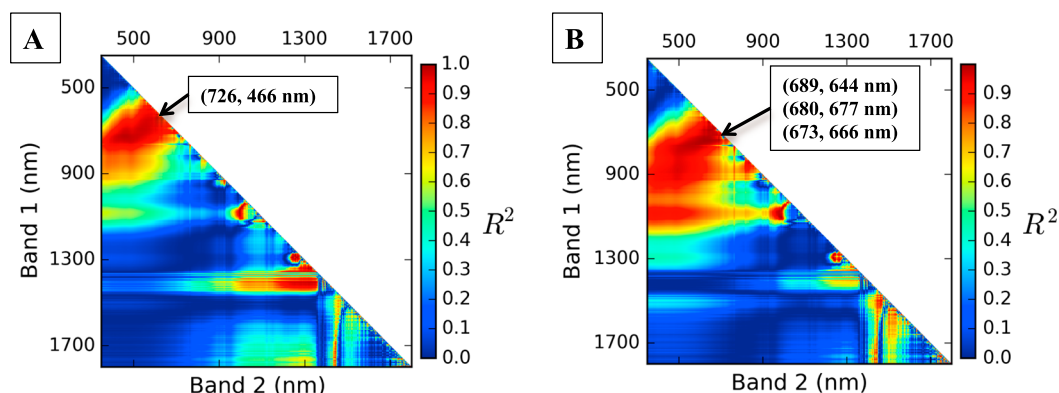 A
500 900 1300 1700
(726, 466 nm)
500
900
1300
1700
Band 1 (nm)
Band 2 (nm)
1.0
0.9
0.8
0.7
0.6
0.5
0.4
0.3
0.2
0.1
0.0
R²
B
500 900 1300 1700
(689, 644 nm)
(680, 677 nm)
(673, 666 nm)
500
900
1300
1700
Band 1 (nm)
Band 2 (nm)
0.9
0.8
0.7
0.6
0.5
0.4
0.3
0.2
0.1
0.0
R²